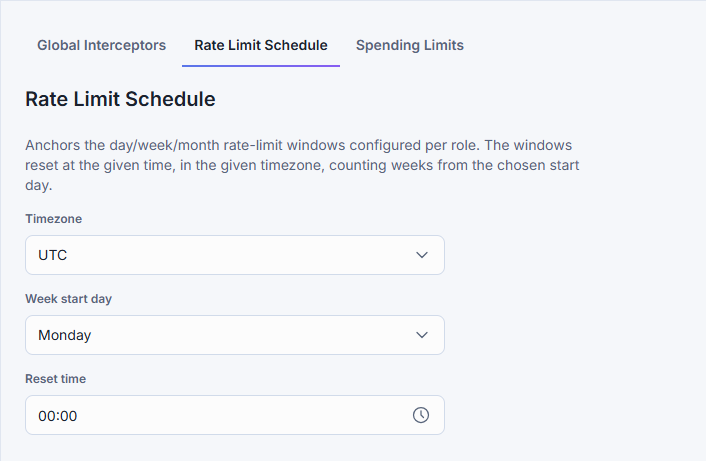 Global Interceptors Rate Limit Schedule Spending Limits
Rate Limit Schedule
Anchors the day/week/month rate-limit windows configured per role. The windows
reset at the given time, in the given timezone, counting weeks from the chosen start
day.
Timezone
UTC
Week start day
Monday
Reset time
00:00